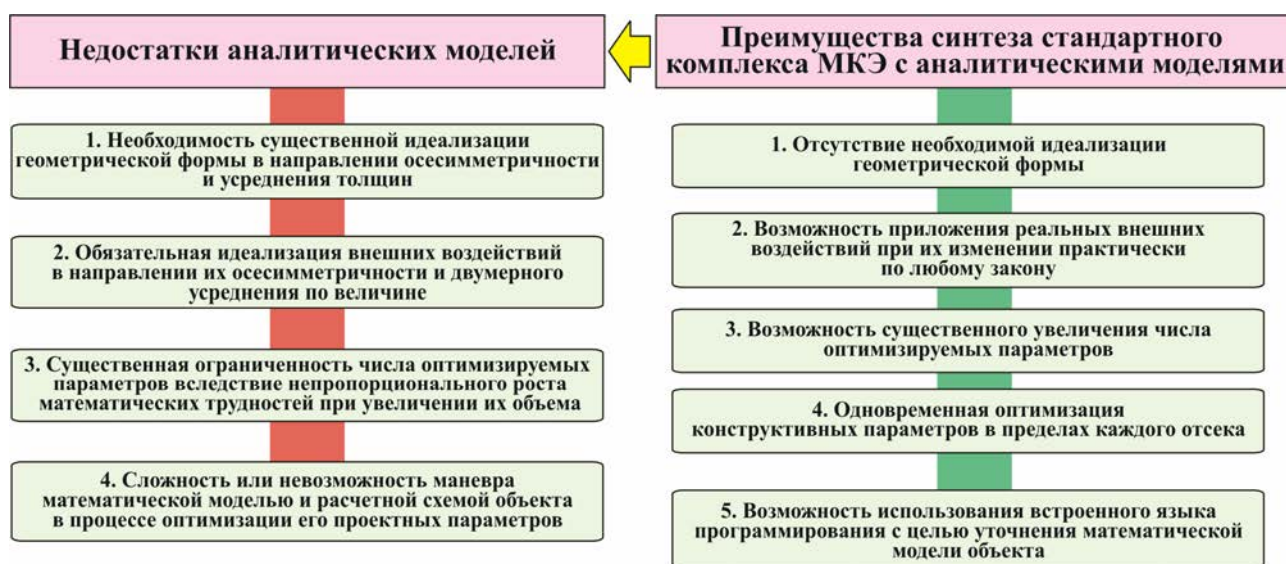 Недостатки аналитических моделей
1. Необходимость существенной идеализации
геометрической формы в направлении осесимметричности
и усреднения толщин
2. Обязательная идеализация внешних воздействий
в направлении их осесимметричности и двумерного
усреднения по величине
3. Существенная ограниченность числа оптимизируемых
параметров вследствие непропорционального роста
математических трудностей при увеличении их объема
4. Сложность или невозможность маневра
математической моделью и расчетной схемой объекта
в процессе оптимизации его проектных параметров
Преимущества синтеза стандартного
комплекса МКЭ с аналитическими моделями
1. Отсутствие необходимой идеализации
геометрической формы
2. Возможность приложения реальных внешних
воздействий при их изменении практически
по любому закону
3. Возможность существенного увеличения числа
оптимизируемых параметров
4. Одновременная оптимизация
конструктивных параметров в пределах каждого отсека
5. Возможность использования встроенного языка
программирования с целью уточнения математической
модели объекта